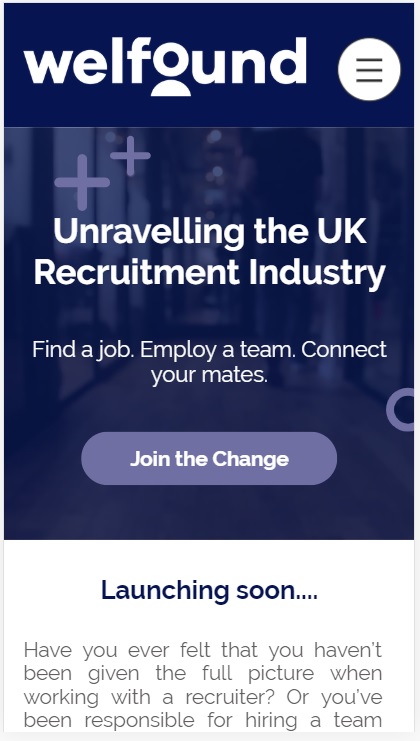 welfound
Unravelling the UK
Recruitment Industry
Find a job. Employ a team. Connect
your mates.
Join the Change
Launching soon....
Have you ever felt that you haven't
been given the full picture when
working with a recruiter? Or you've
been responsible for hiring a team